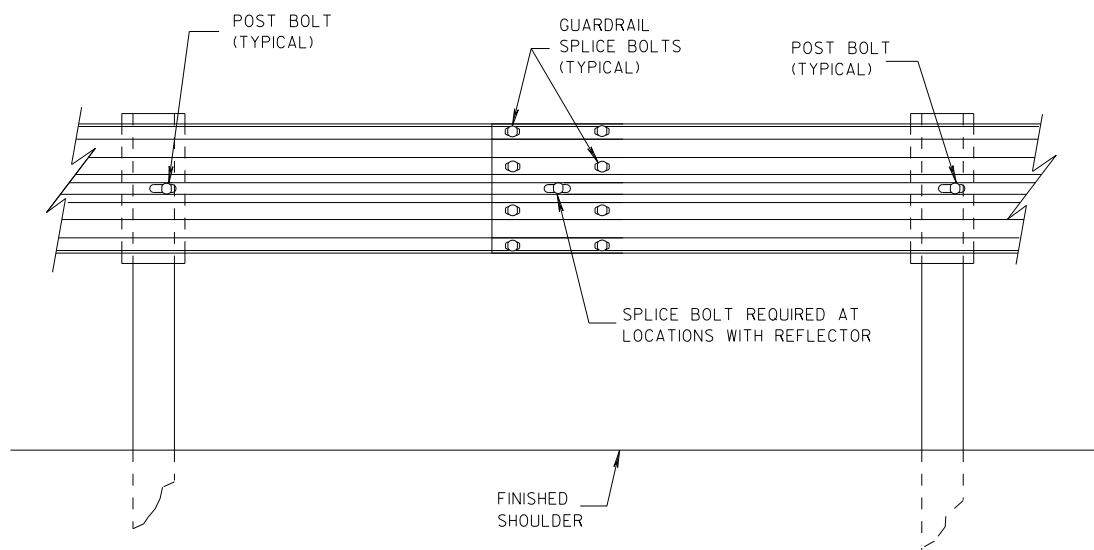 POST BOLT
(TYPICAL)
GUARDRAIL
SPLICE BOLTS
(TYPICAL)
POST BOLT
(TYPICAL)
SPLICE BOLT REQUIRED AT
LOCATIONS WITH REFLECTOR
FINISHED
SHOULDER